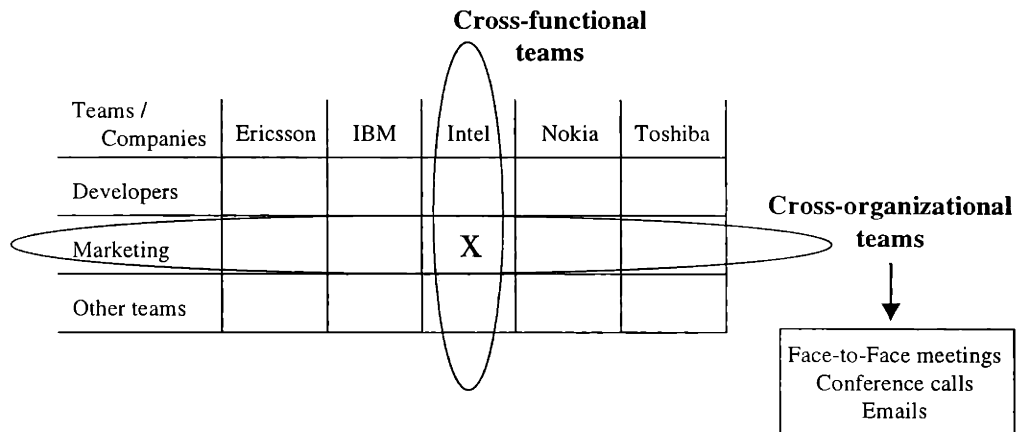 Cross-functional
teams
Teams /
Companies Ericsson IBM Intel Nokia Toshiba
Developers
Marketing X
Other teams
Cross-organizational
teams
Face-to-Face meetings
Conference calls
Emails